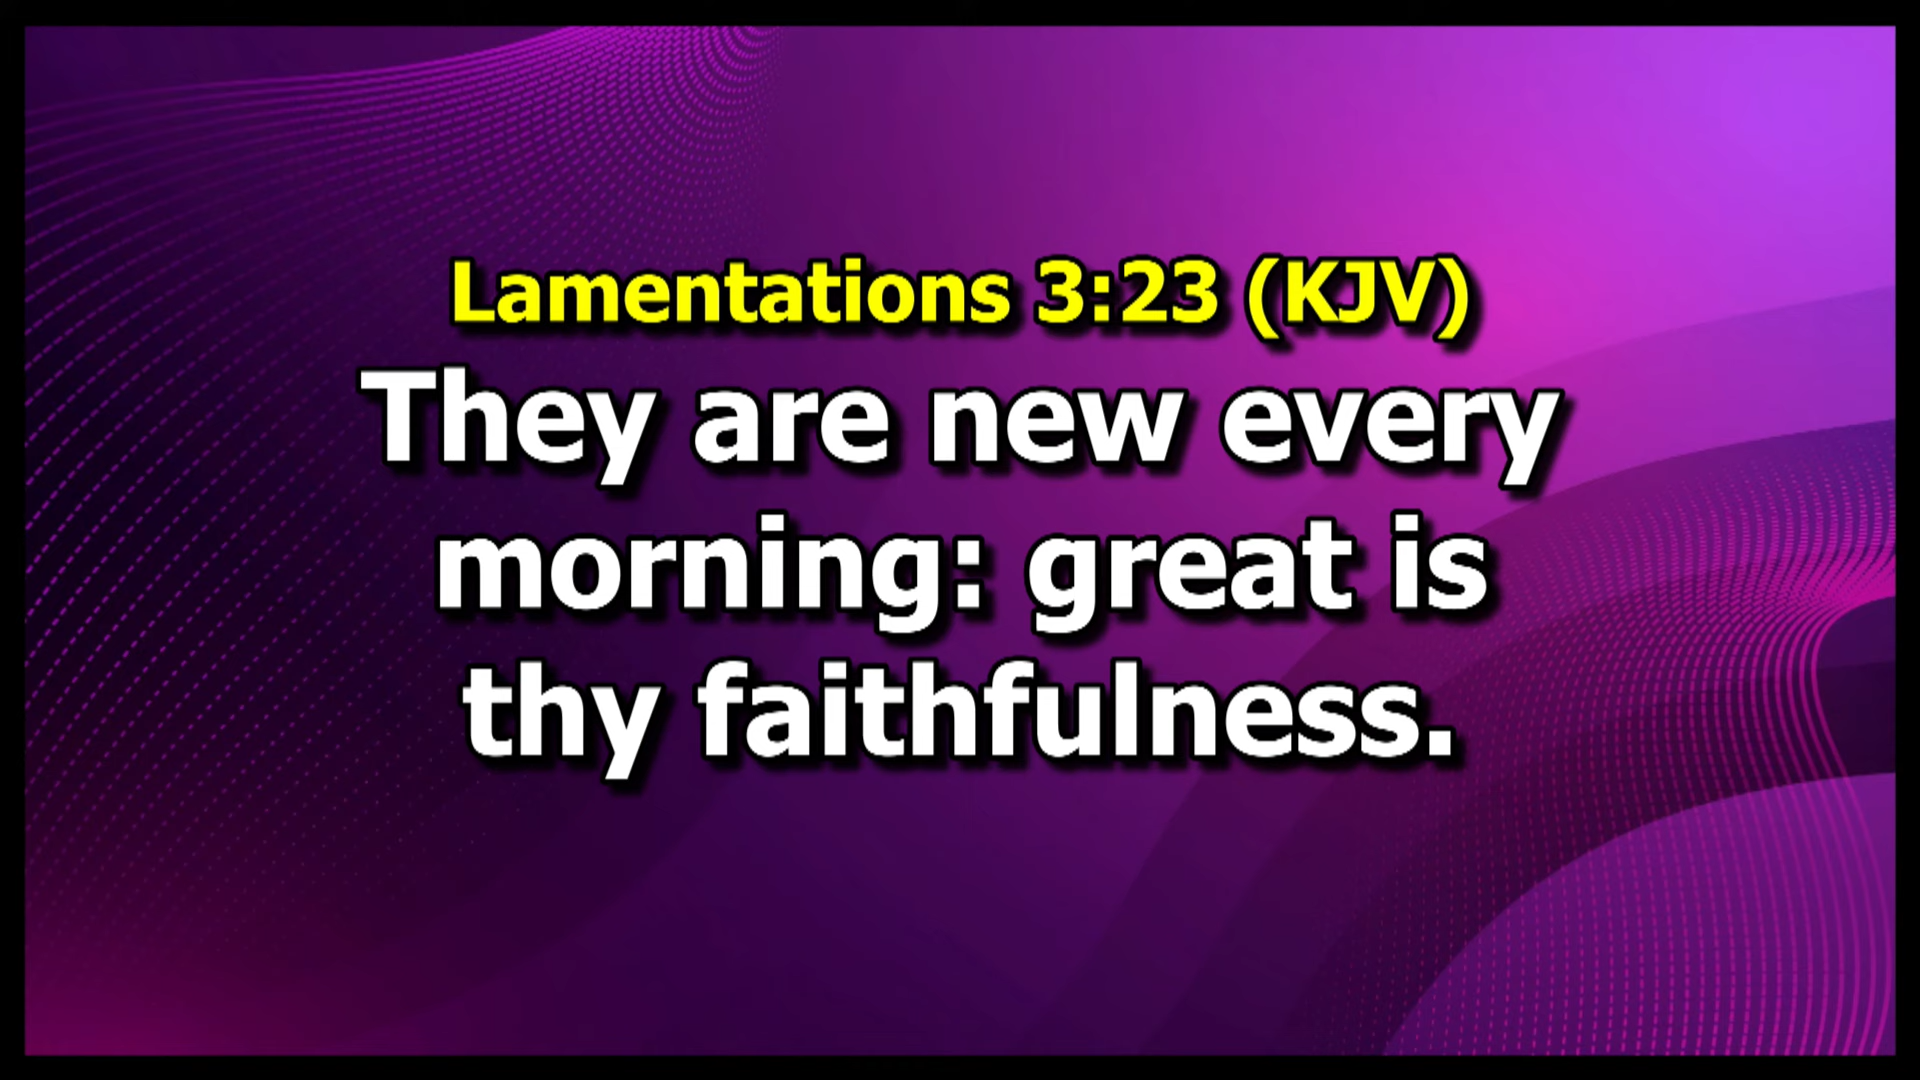 Lamentations 3:23 (KJV)
They are new every
morning: great is
thy faithfulness.